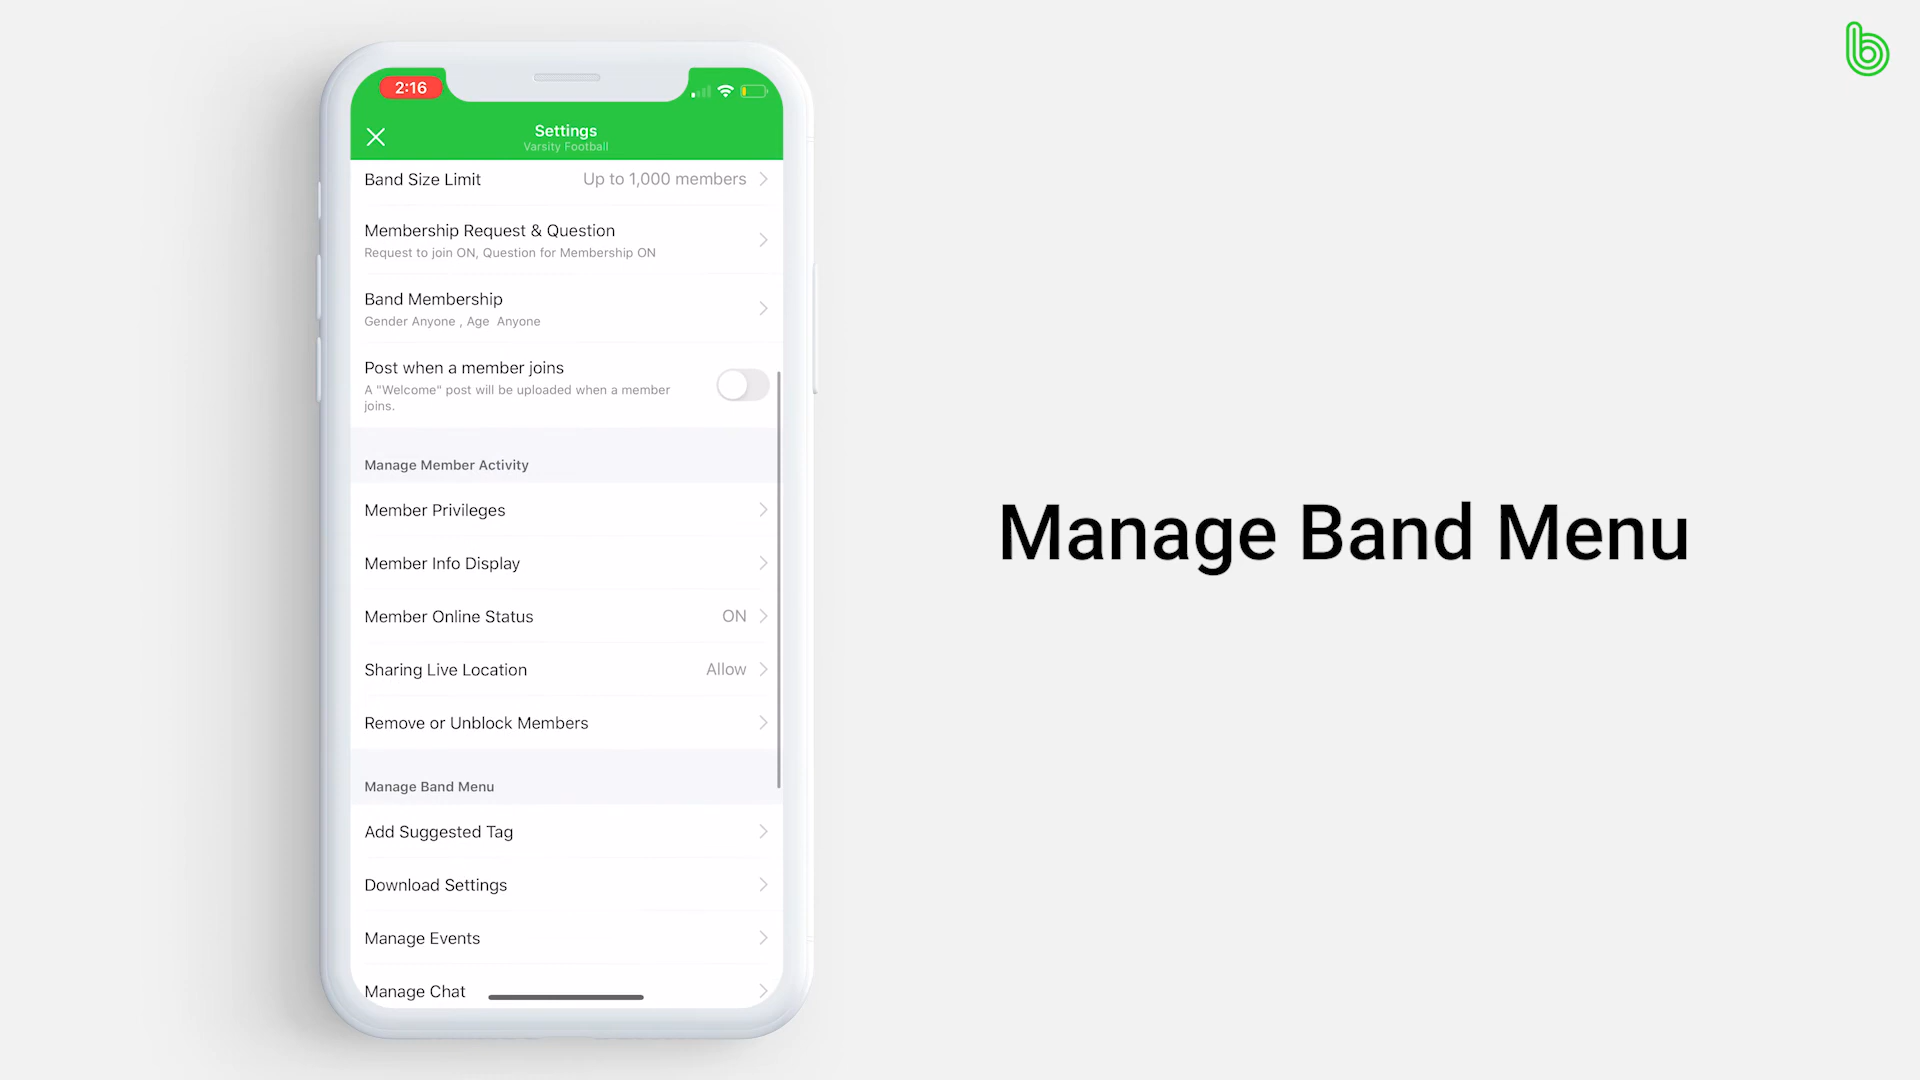 2:16
Settings
Varsity Football
Band Size Limit Up to 1,000 members
Membership Request & Question
Request to join ON, Question for Membership ON
Band Membership
Gender Anyone , Age Anyone
Post when a member joins
A "Welcome" post will be uploaded when a member
joins.
Manage Member Activity
Member Privileges
Member Info Display
Member Online Status ON
Sharing Live Location Allow
Remove or Unblock Members
Manage Band Menu
Add Suggested Tag
Download Settings
Manage Events
Manage Chat
Manage Band Menu